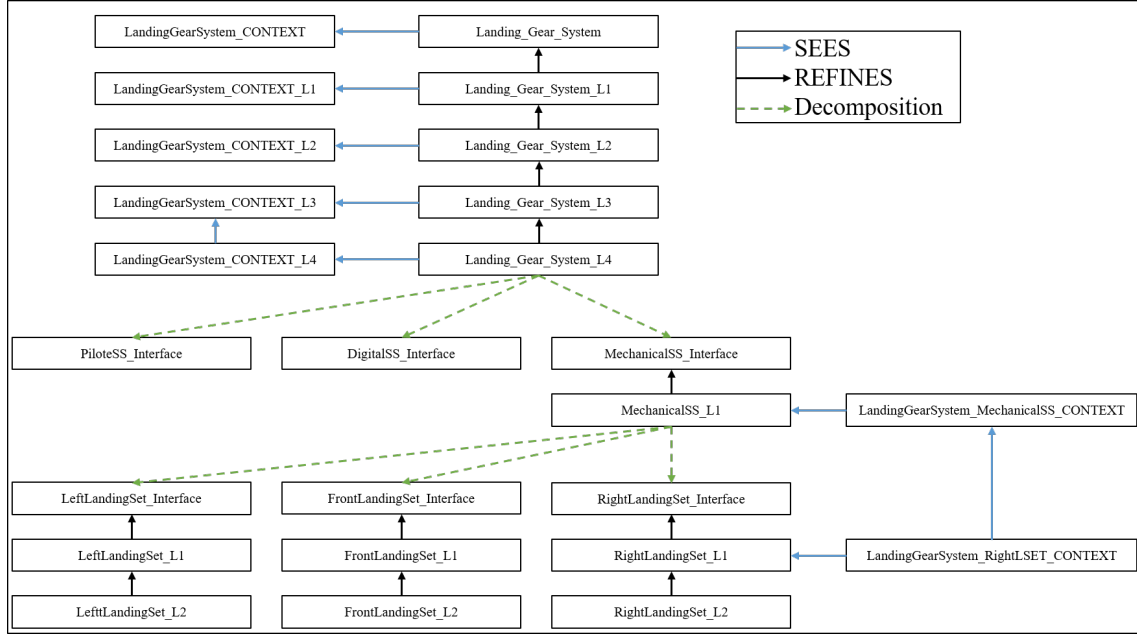 LandingGearSystem_CONTEXT
Landing_Gear_System
SEES
REFINES
Decomposition
LandingGearSystem_CONTEXT_L1
Landing_Gear_System_L1
LandingGearSystem_CONTEXT_L2
Landing_Gear_System_L2
LandingGearSystem_CONTEXT_L3
Landing_Gear_System_L3
LandingGearSystem_CONTEXT_L4
Landing_Gear_System_L4
PiloteSS_Interface
DigitalSS_Interface
MechanicalSS_Interface
MechanicalSS_L1
LandingGearSystem_MechanicalSS_CONTEXT
LeftLandingSet_Interface
FrontLandingSet_Interface
RightLandingSet_Interface
LeftLandingSet_L1
FrontLandingSet_L1
RightLandingSet_L1
LandingGearSystem_RightLSET_CONTEXT
LefttLandingSet_L2
FrontLandingSet_L2
RightLandingSet_L2